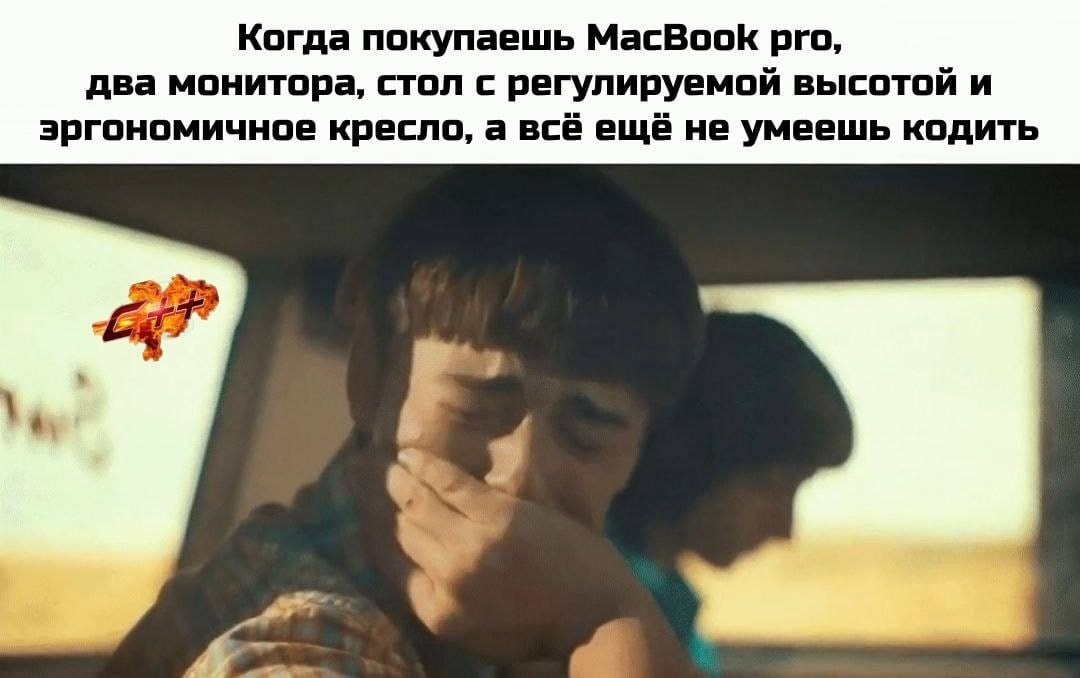 Когда покупаешь MacBook pro,
два монитора, стол с регулируемой высотой и
эргономичное кресло, а всё ещё не умеешь кодить
C++